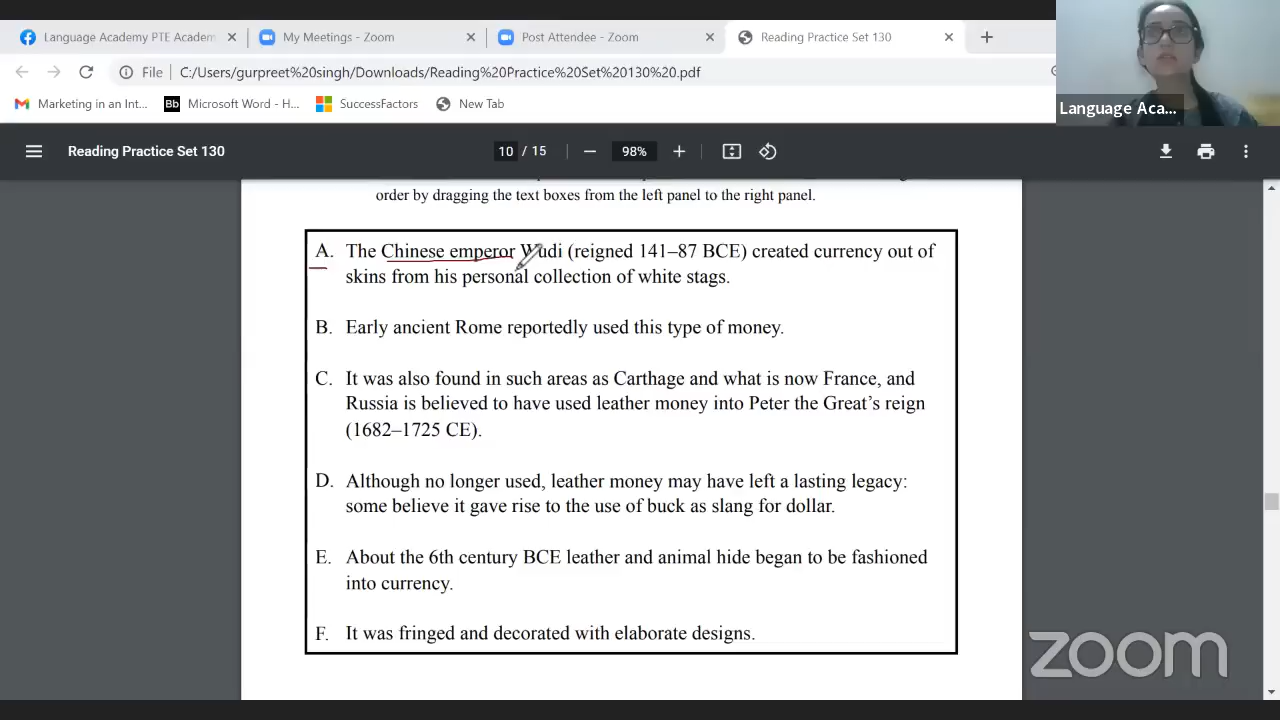 Language Academy PTE Academ
My Meetings - Zoom
Post Attendee - Zoom
Reading Practice Set 130
File
C:/Users/gurpreet%20singh/Downloads/Reading%20Practice%20Set%20130%20.pdf
Language Aca...
Marketing in an Int...
Bb
Microsoft Word - H...
SuccessFactors
New Tab
Reading Practice Set 130
10 / 15
98%
order by dragging the text boxes from the left panel to the right panel.
A. The Chinese emperor Wudi (reigned 141–87 BCE) created currency out of
skins from his personal collection of white stags.
B. Early ancient Rome reportedly used this type of money.
C. It was also found in such areas as Carthage and what is now France, and
Russia is believed to have used leather money into Peter the Great's reign
(1682–1725 CE).
D. Although no longer used, leather money may have left a lasting legacy:
some believe it gave rise to the use of buck as slang for dollar.
E. About the 6th century BCE leather and animal hide began to be fashioned
into currency.
F. It was fringed and decorated with elaborate designs.
zoom